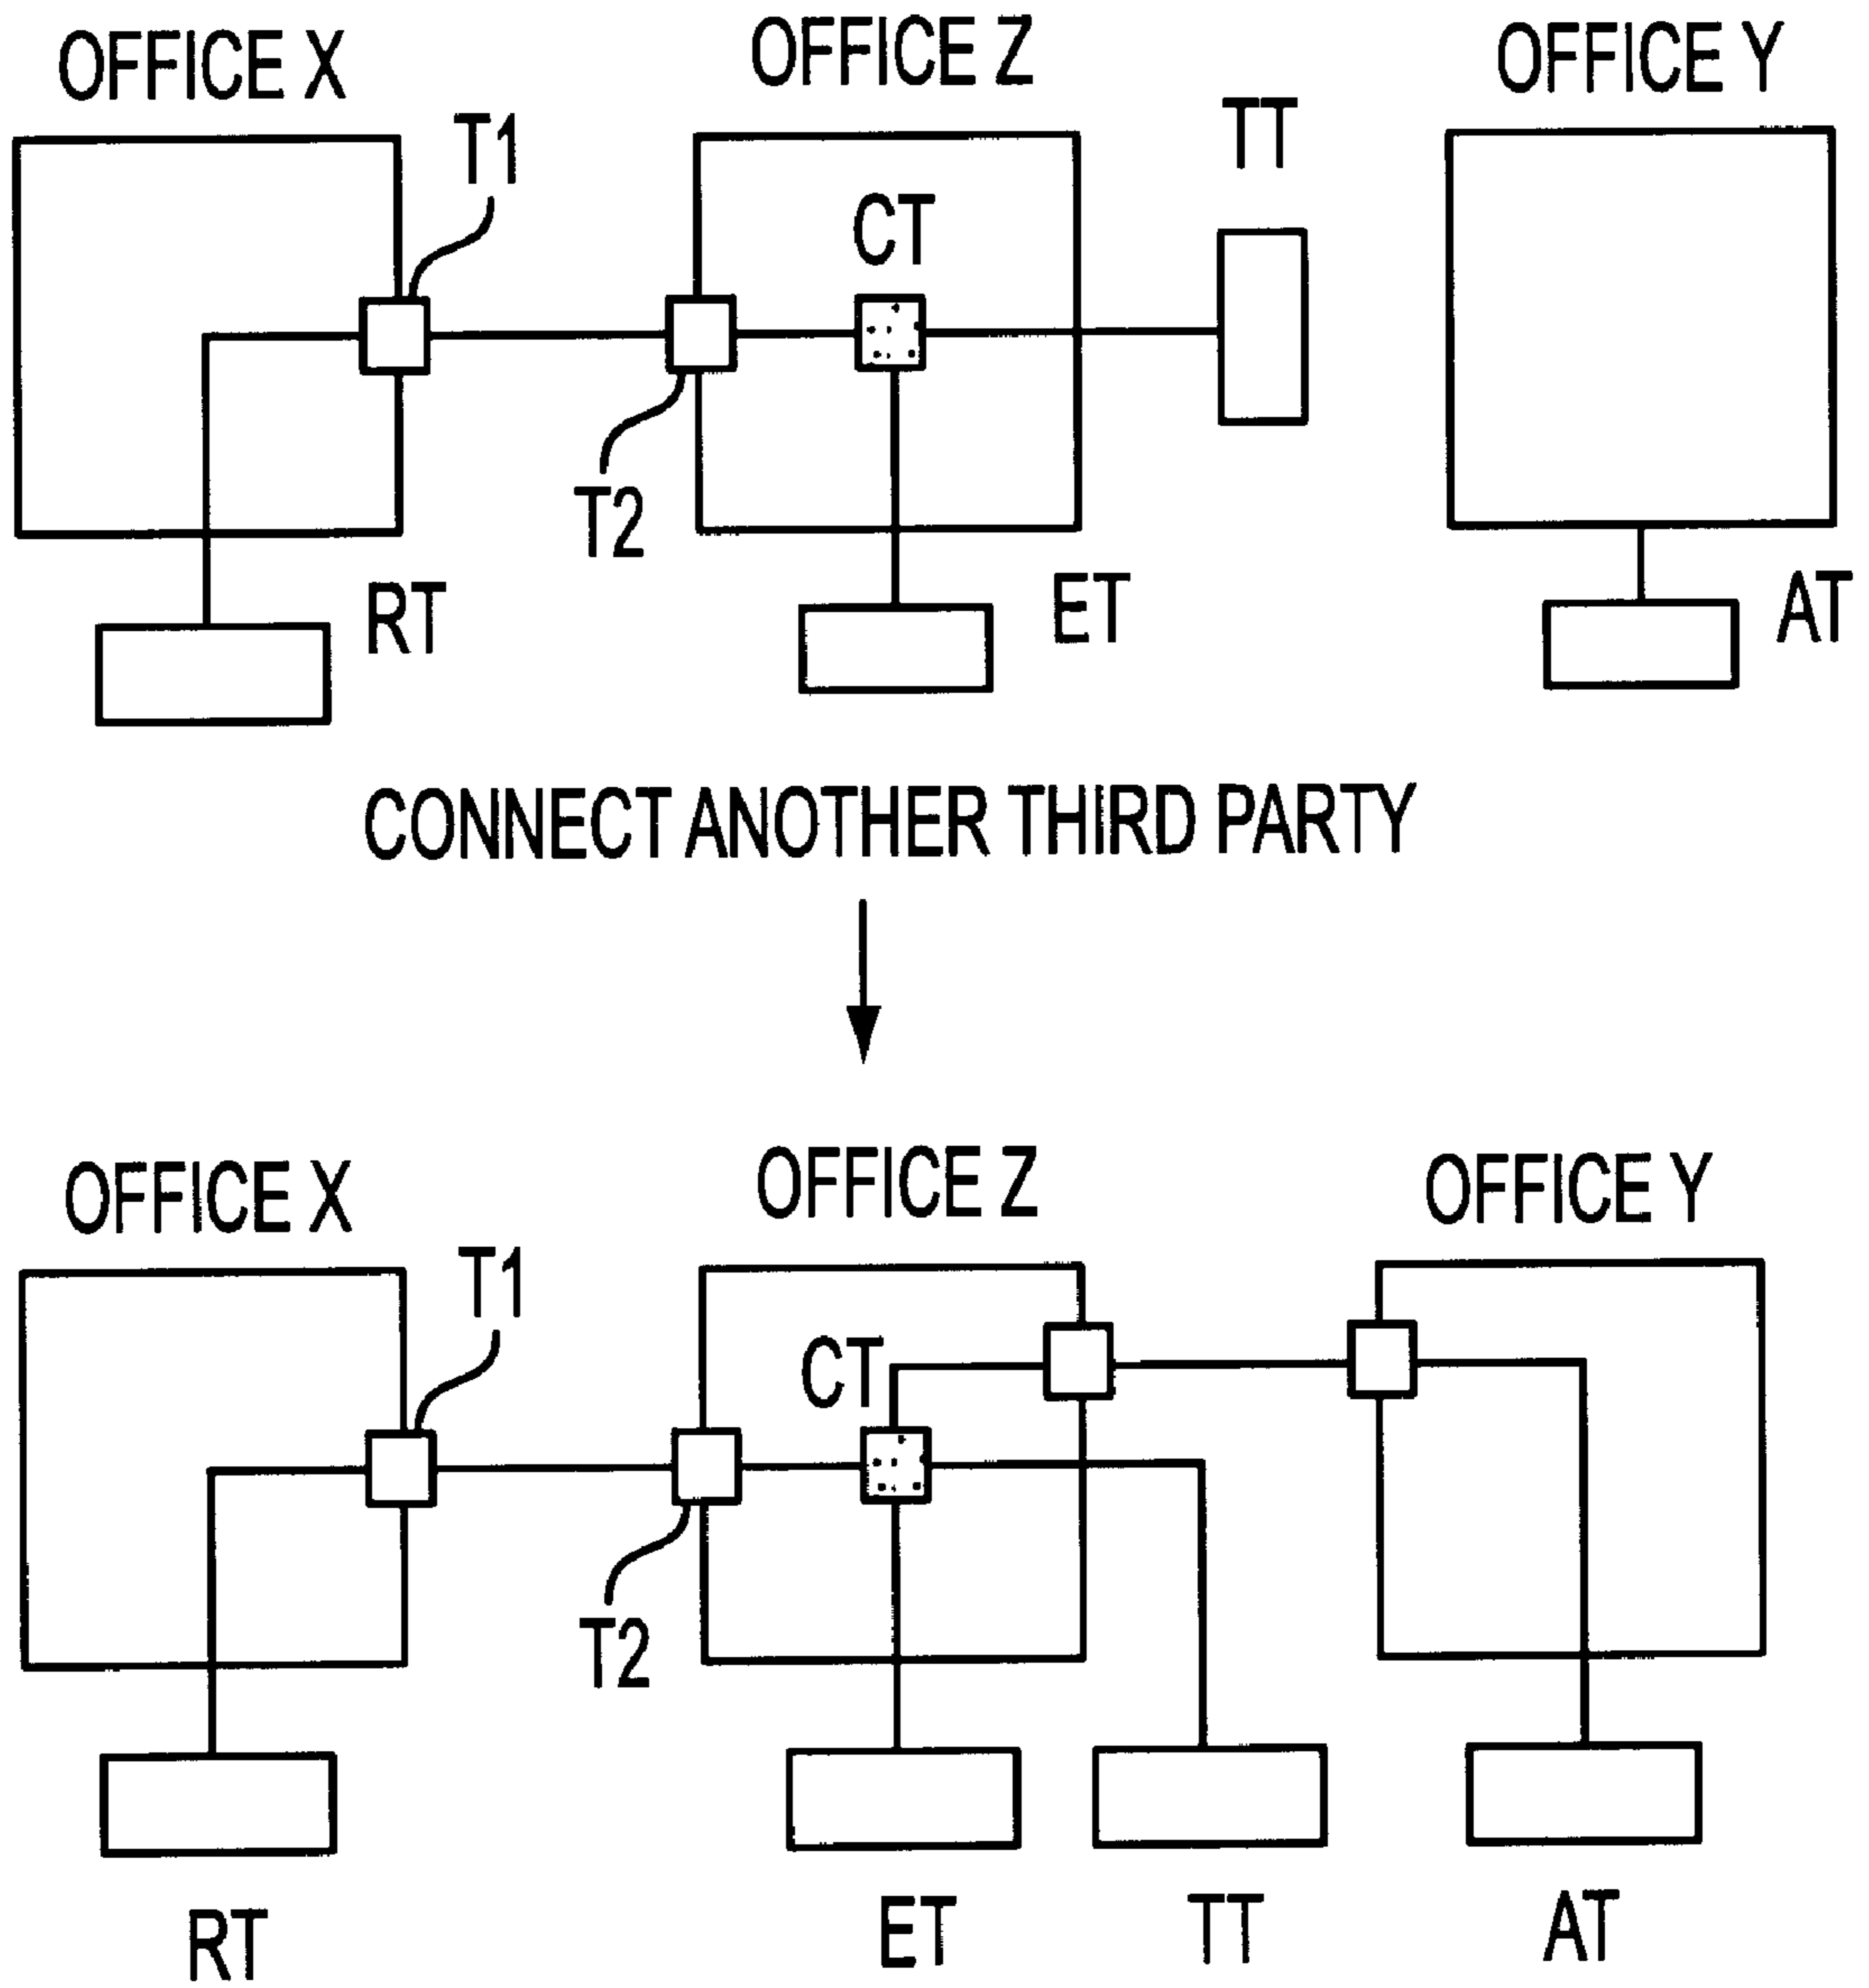 OFFICE X
OFFICE Z
OFFICE Y
T1
TT
CT
T2
RT
ET
AT
CONNECT ANOTHER THIRD PARTY
OFFICE X
OFFICE Z
OFFICE Y
T1
CT
T2
RT
ET
TT
AT